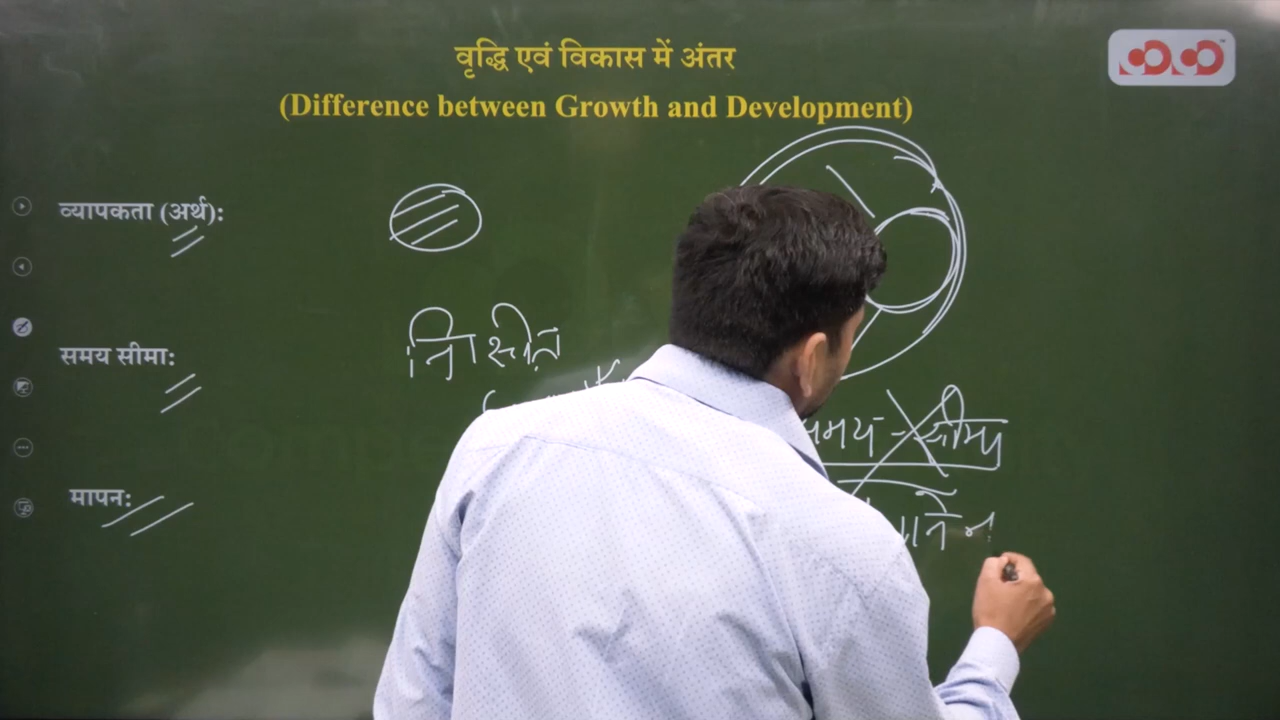 वृद्धि एवं विकास में अंतर
(Difference between Growth and Development)
व्यापकता (अर्थ):
समय सीमा:
मापन:
समय - सीमा